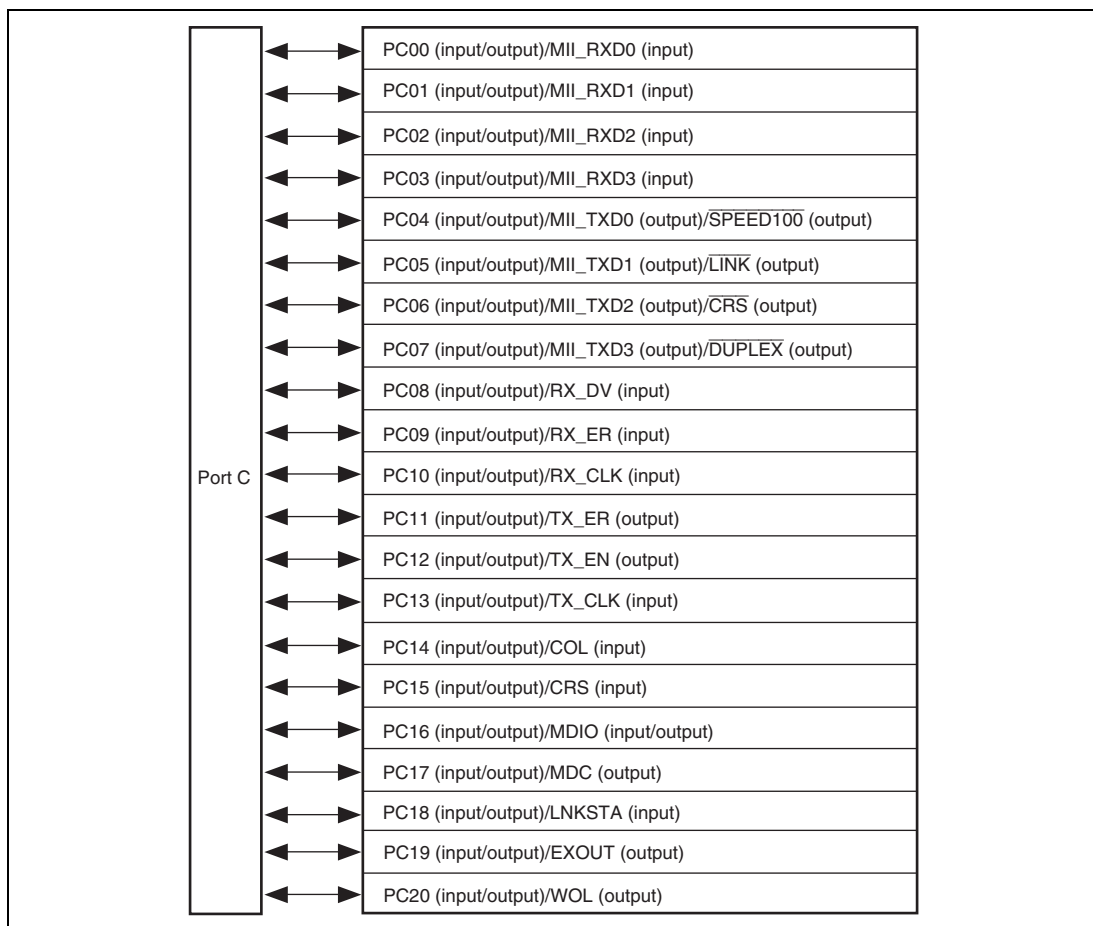 Port C
PC00 (input/output)/MII_RXD0 (input)
PC01 (input/output)/MII_RXD1 (input)
PC02 (input/output)/MII_RXD2 (input)
PC03 (input/output)/MII_RXD3 (input)
PC04 (input/output)/MII_TXD0 (output)/S̅P̅E̅E̅D̅1̅0̅0̅ (output)
PC05 (input/output)/MII_TXD1 (output)/L̅I̅N̅K̅ (output)
PC06 (input/output)/MII_TXD2 (output)/C̅R̅S̅ (output)
PC07 (input/output)/MII_TXD3 (output)/D̅U̅P̅L̅E̅X̅ (output)
PC08 (input/output)/RX_DV (input)
PC09 (input/output)/RX_ER (input)
PC10 (input/output)/RX_CLK (input)
PC11 (input/output)/TX_ER (output)
PC12 (input/output)/TX_EN (output)
PC13 (input/output)/TX_CLK (input)
PC14 (input/output)/COL (input)
PC15 (input/output)/CRS (input)
PC16 (input/output)/MDIO (input/output)
PC17 (input/output)/MDC (output)
PC18 (input/output)/LNKSTA (input)
PC19 (input/output)/EXOUT (output)
PC20 (input/output)/WOL (output)